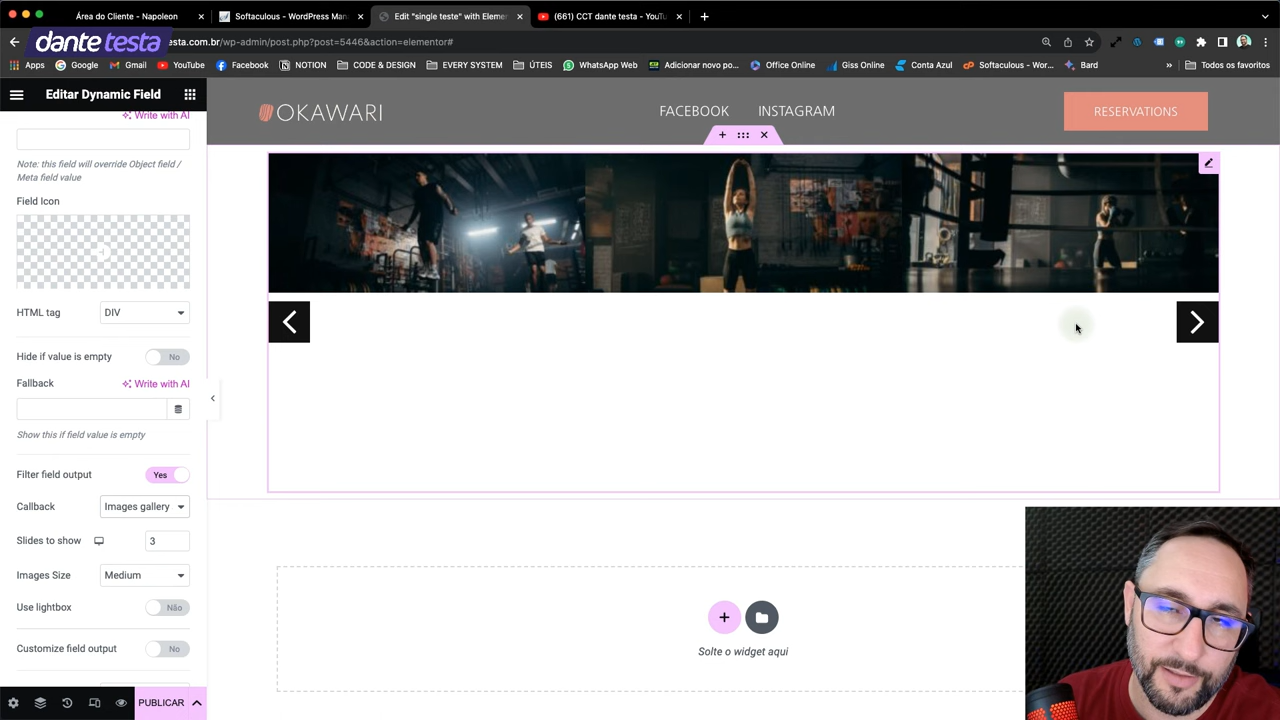 Área do Cliente - Napoleon
Softaculous - WordPress Man
Edit "single teste" with Elemen
(661) CCT dante testa - YouTu
dante testa
esta.com.br/wp-admin/post.php?post=5446&action=elementor#
Apps
Google
Gmail
YouTube
Facebook
NOTION
CODE & DESIGN
EVERY SYSTEM
ÚTEIS
WhatsApp Web
Adicionar novo po...
Office Online
Giss Online
Conta Azul
Softaculous - Wor...
Bard
»
Todos os favoritos
Editar Dynamic Field
Write with AI
Note: this field will override Object field /
Meta field value
Field Icon
HTML tag
DIV
Hide if value is empty
No
Fallback
Write with AI
Show this if field value is empty
Filter field output
Yes
Callback
Images gallery
Slides to show
3
Images Size
Medium
Use lightbox
Não
Customize field output
No
PUBLICAR
OKAWARI
FACEBOOK
INSTAGRAM
RESERVATIONS
Solte o widget aqui